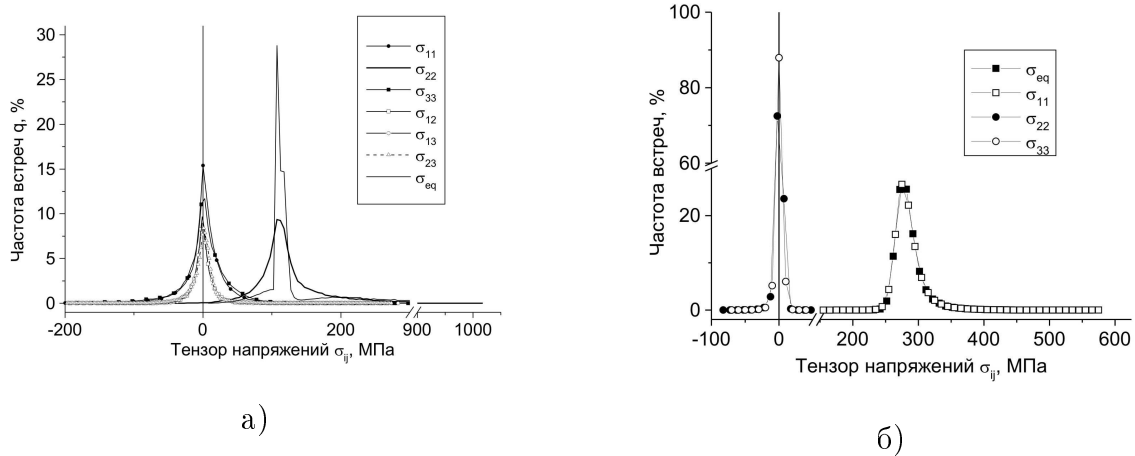 30
25
20
15
10
5
0
Частота встреч q, %
-200
0
200
900
1000
Тензор напряжений σij, МПа
σ11
σ22
σ33
σ12
σ13
σ23
σeq
а)
100
80
60
20
0
Частота встреч, %
-100
0
200
300
400
500
600
Тензор напряжений σij, МПа
σeq
σ11
σ22
σ33
б)